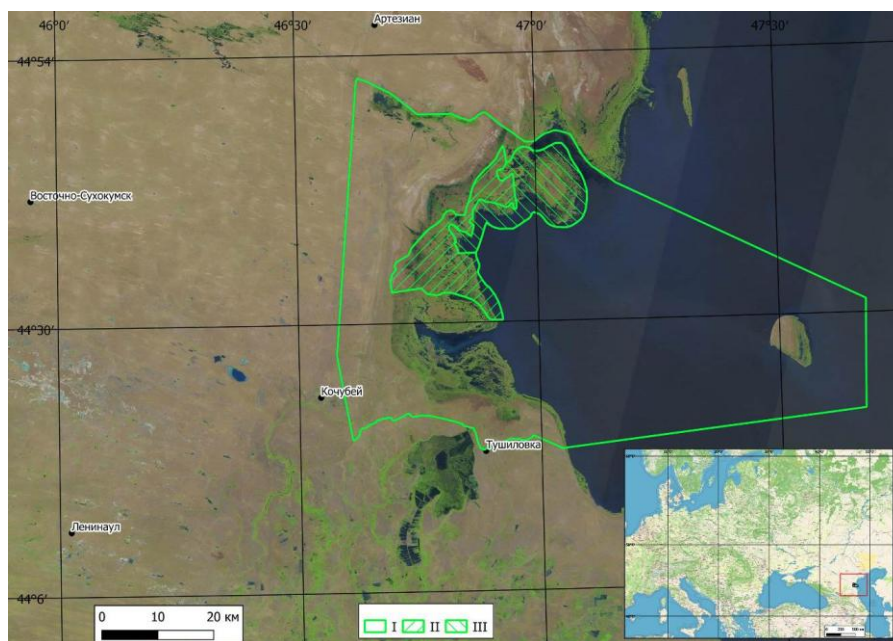 46°0' 46°30' 47°0' 47°30'
Артезиан
44°54'
Восточно-Сухокумск
44°30'
Кочубей
Тушиловка
Ленинаул
44°6'
0 10 20 км
I II III